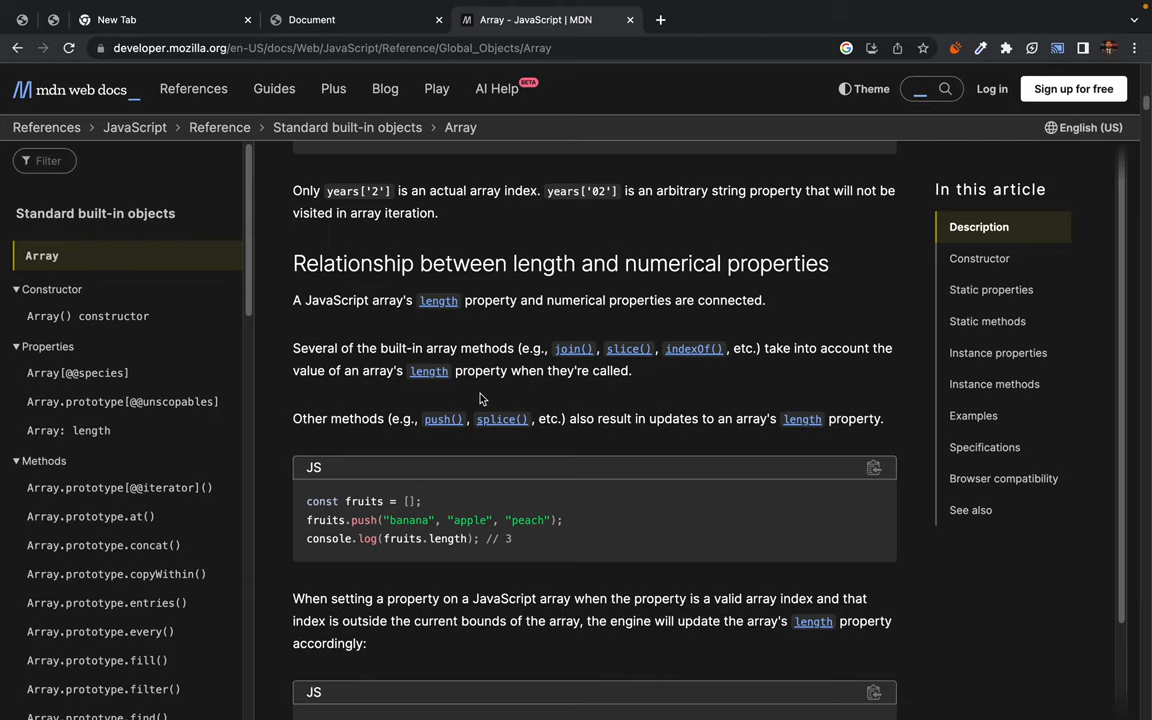 New Tab
Document
Array - JavaScript | MDN
developer.mozilla.org/en-US/docs/Web/JavaScript/Reference/Global_Objects/Array
mdn web docs_
References
Guides
Plus
Blog
Play
AI Help BETA
Theme
Log in
Sign up for free
References > JavaScript > Reference > Standard built-in objects > Array
English (US)
Filter
Standard built-in objects
Array
Constructor
Array() constructor
Properties
Array[@@species]
Array.prototype[@@unscopables]
Array: length
Methods
Array.prototype[@@iterator]()
Array.prototype.at()
Array.prototype.concat()
Array.prototype.copyWithin()
Array.prototype.entries()
Array.prototype.every()
Array.prototype.fill()
Array.prototype.filter()
Array.prototype.find()
Only years['2'] is an actual array index. years['02'] is an arbitrary string property that will not be
visited in array iteration.
Relationship between length and numerical properties
A JavaScript array's length property and numerical properties are connected.
Several of the built-in array methods (e.g., join(), slice(), indexOf(), etc.) take into account the
value of an array's length property when they're called.
Other methods (e.g., push(), splice(), etc.) also result in updates to an array's length property.
JS
const fruits = [];
fruits.push("banana", "apple", "peach");
console.log(fruits.length); // 3
When setting a property on a JavaScript array when the property is a valid array index and that
index is outside the current bounds of the array, the engine will update the array's length property
accordingly:
JS
In this article
Description
Constructor
Static properties
Static methods
Instance properties
Instance methods
Examples
Specifications
Browser compatibility
See also